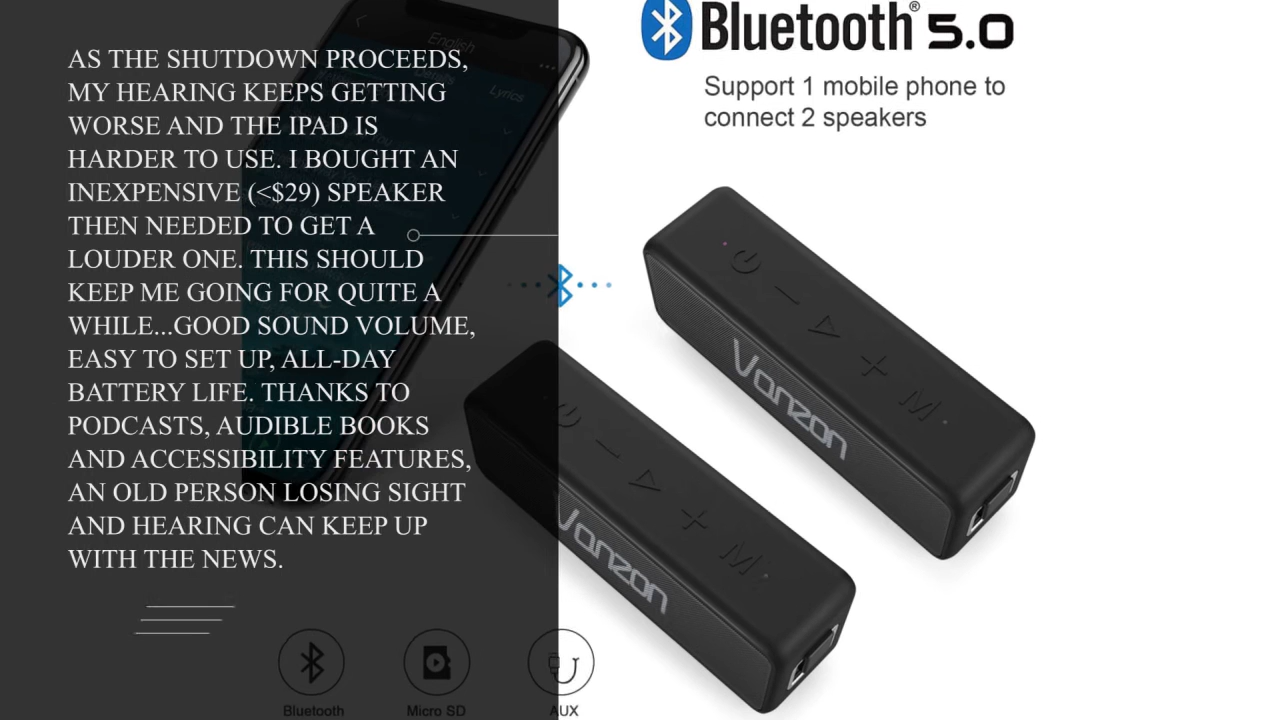 AS THE SHUTDOWN PROCEEDS,
MY HEARING KEEPS GETTING
WORSE AND THE IPAD IS
HARDER TO USE. I BOUGHT AN
INEXPENSIVE (<$29) SPEAKER
THEN NEEDED TO GET A
LOUDER ONE. THIS SHOULD
KEEP ME GOING FOR QUITE A
WHILE...GOOD SOUND VOLUME,
EASY TO SET UP, ALL-DAY
BATTERY LIFE. THANKS TO
PODCASTS, AUDIBLE BOOKS
AND ACCESSIBILITY FEATURES,
AN OLD PERSON LOSING SIGHT
AND HEARING CAN KEEP UP
WITH THE NEWS.
English
Details
Lyrics
Bluetooth® 5.0
Support 1 mobile phone to
connect 2 speakers
M
Vanzon
M
Vanzon
Bluetooth
Micro SD
AUX